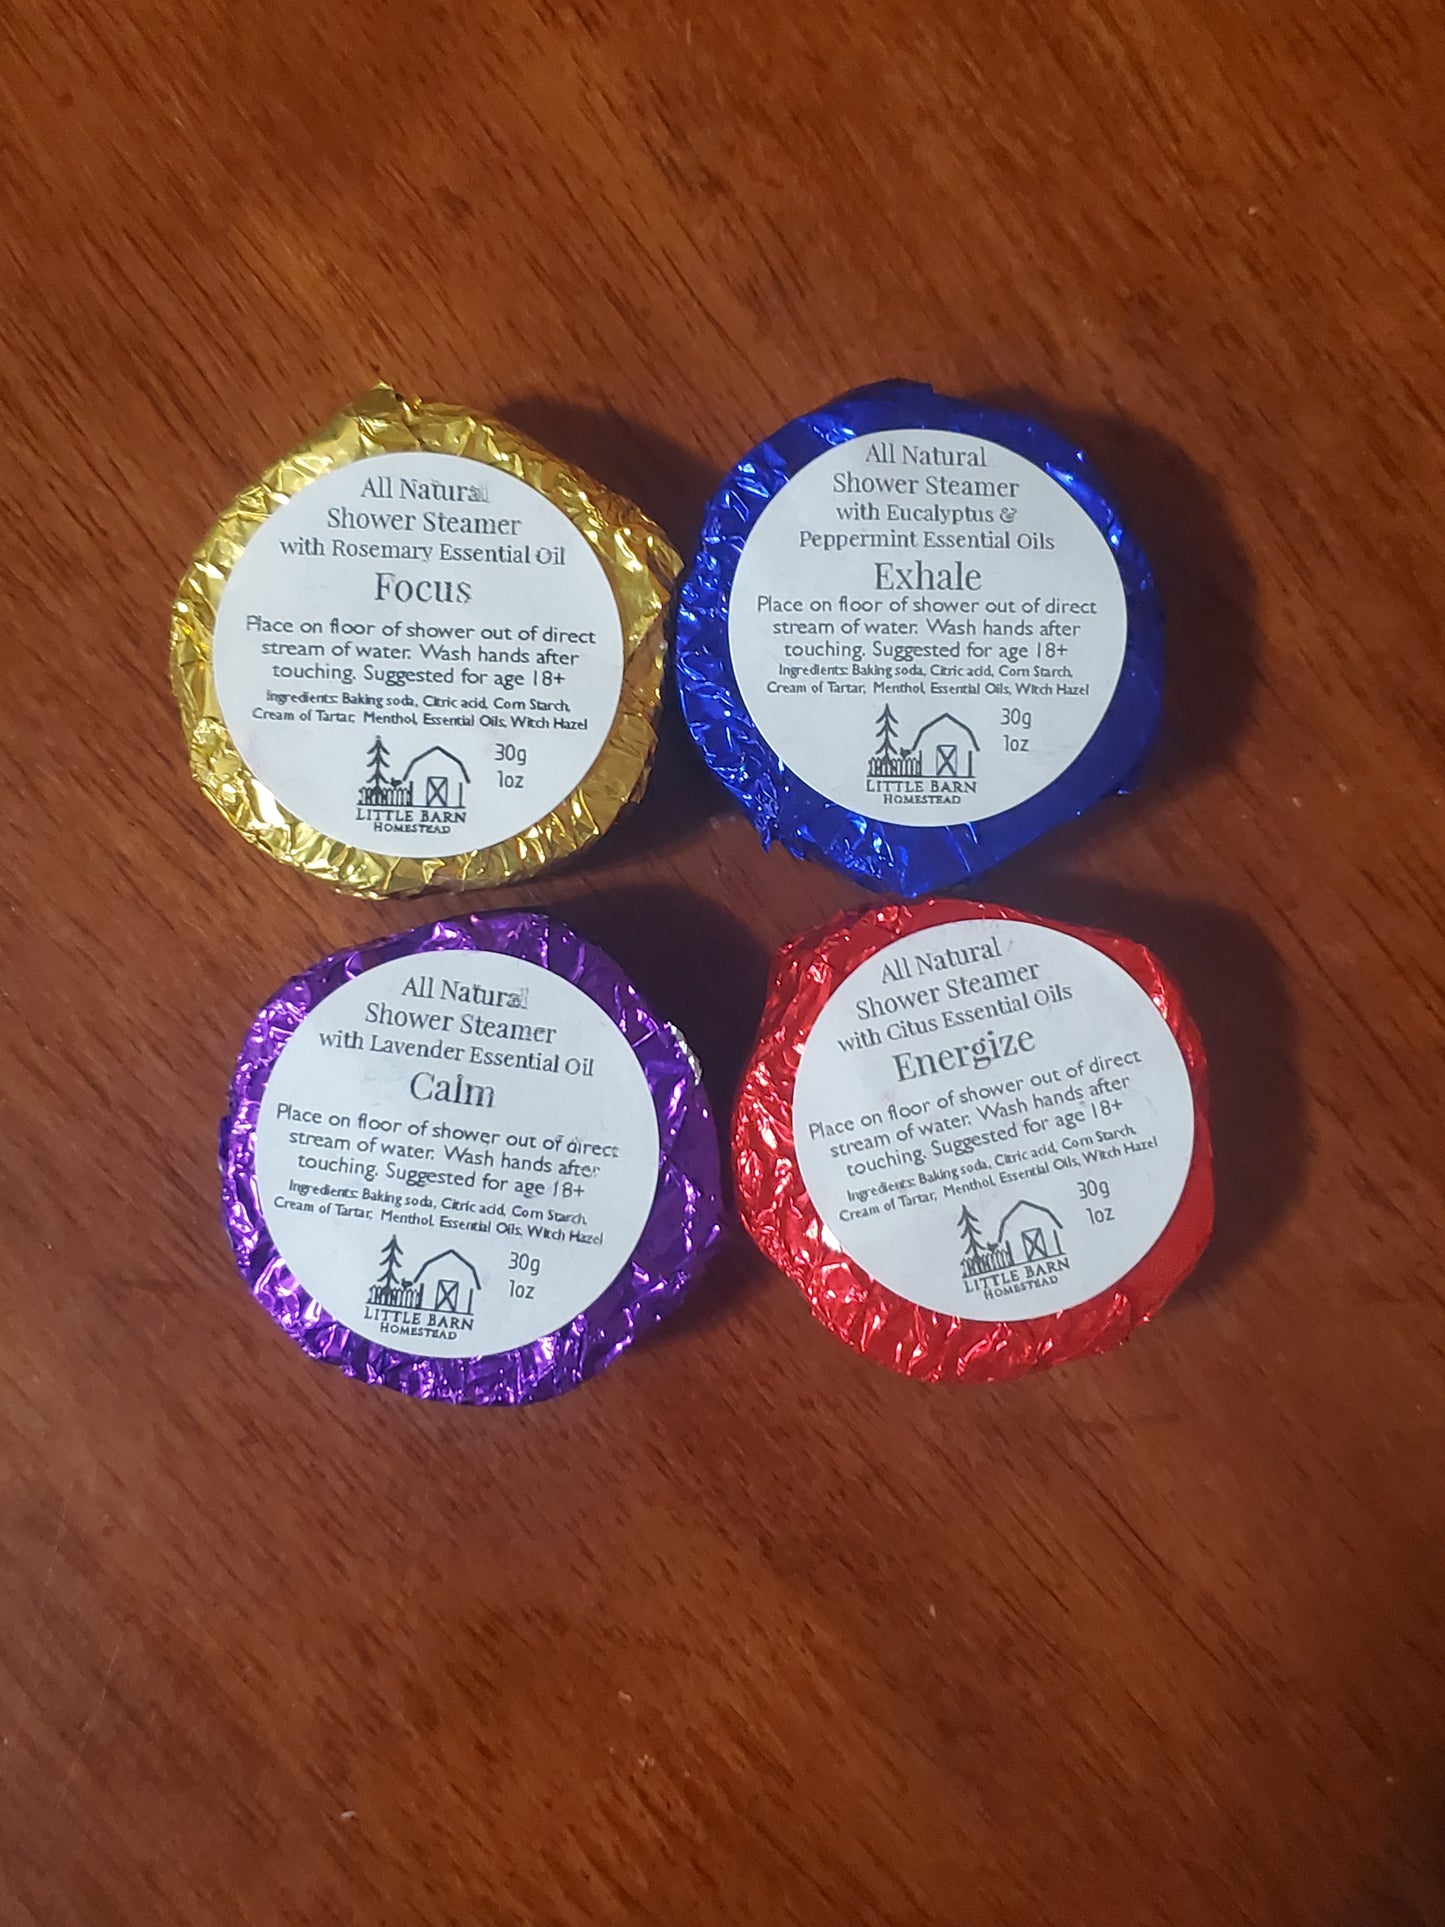 All Natural
Shower Steamer
with Rosemary Essential Oil
Focus
Place on floor of shower out of direct
stream of water. Wash hands after
touching. Suggested for age 18+
Ingredients: Baking soda, Citric acid, Corn Starch,
Cream of Tartar, Menthol, Essential Oils, Witch Hazel
30g
1oz
LITTLE BARN
HOMESTEAD
All Natural
Shower Steamer
with Eucalyptus &
Peppermint Essential Oils
Exhale
Place on floor of shower out of direct
stream of water. Wash hands after
touching. Suggested for age 18+
Ingredients: Baking soda, Citric acid, Corn Starch,
Cream of Tartar, Menthol, Essential Oils, Witch Hazel
30g
1oz
LITTLE BARN
HOMESTEAD
All Natural
Shower Steamer
with Lavender Essential Oil
Calm
Place on floor of shower out of direct
stream of water. Wash hands after
touching. Suggested for age 18+
Ingredients: Baking soda, Citric acid, Corn Starch,
Cream of Tartar, Menthol, Essential Oils, Witch Hazel
30g
1oz
LITTLE BARN
HOMESTEAD
All Natural
Shower Steamer
with Citus Essential Oils
Energize
Place on floor of shower out of direct
stream of water. Wash hands after
touching. Suggested for age 18+
Ingredients: Baking soda, Citric acid, Corn Starch,
Cream of Tartar, Menthol, Essential Oils, Witch Hazel
30g
1oz
LITTLE BARN
HOMESTEAD